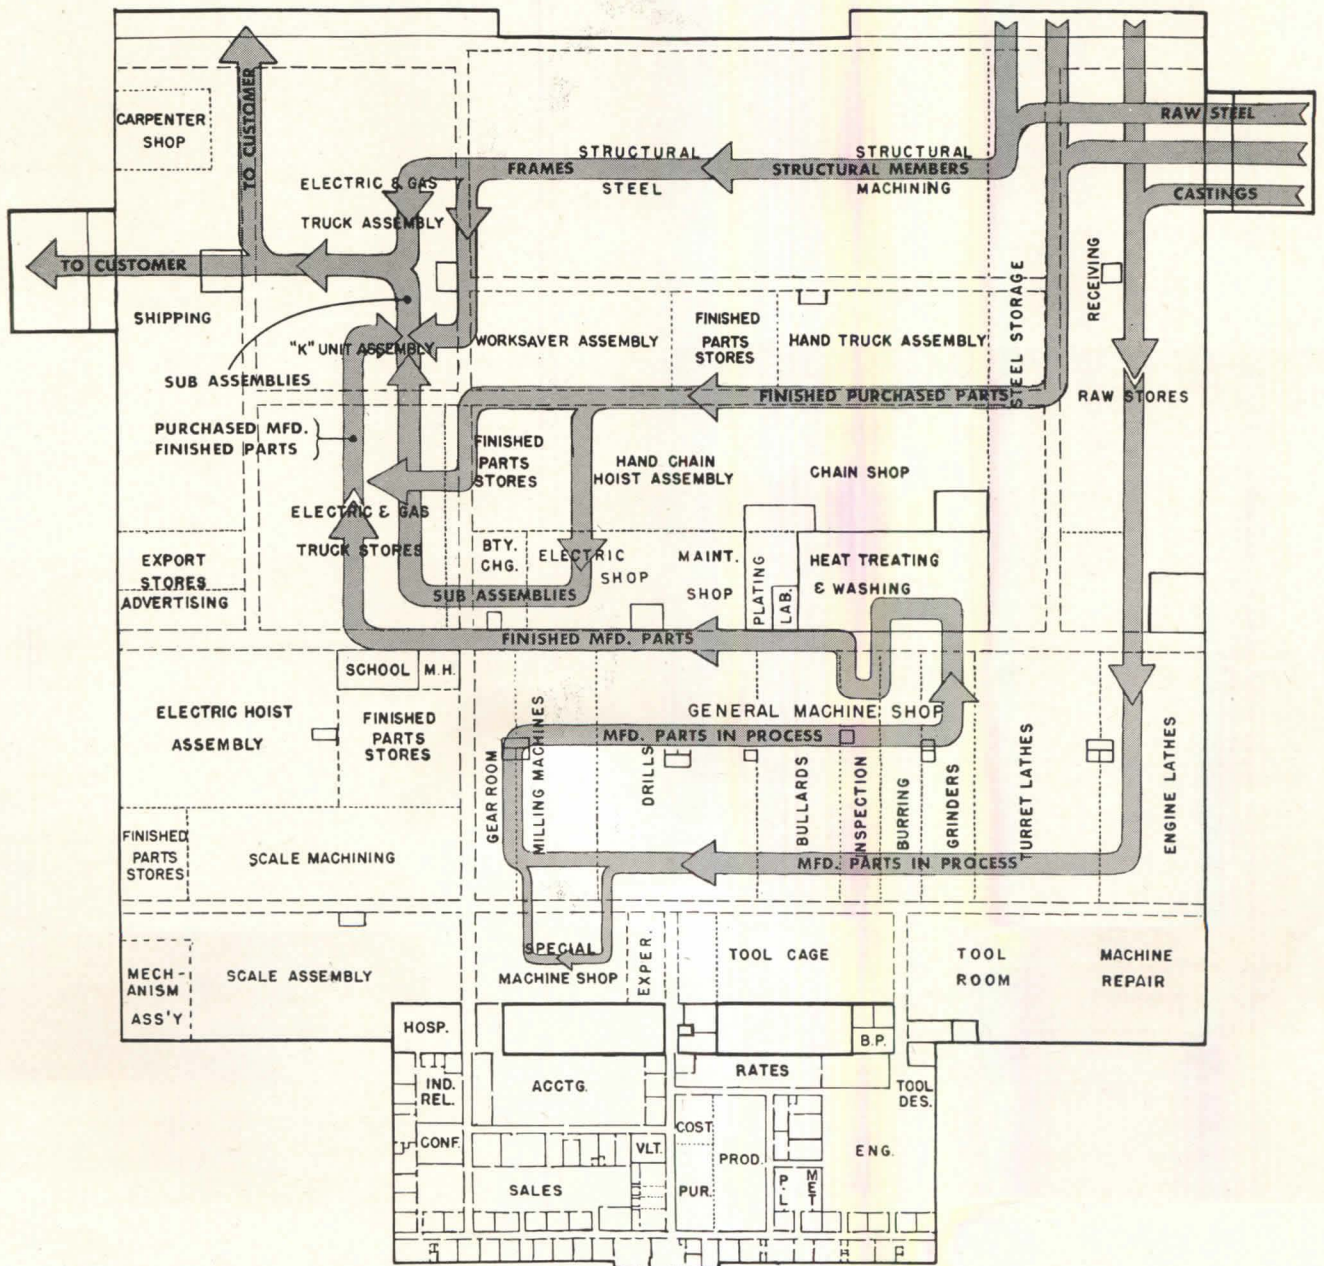 CARPENTER
SHOP
TO CUSTOMER
TO CUSTOMER
RAW STEEL
CASTINGS
STRUCTURAL
FRAMES
STEEL
STRUCTURAL
STRUCTURAL MEMBERS
MACHINING
ELECTRIC & GAS
TRUCK ASSEMBLY
TO CUSTOMER
SHIPPING
RECEIVING
STEEL STORAGE
"K" UNIT ASSEMBLY
WORKSAVER ASSEMBLY
FINISHED
PARTS
STORES
HAND TRUCK ASSEMBLY
SUB ASSEMBLIES
FINISHED PURCHASED PARTS
RAW STORES
PURCHASED MFD.
FINISHED PARTS
FINISHED
PARTS
STORES
HAND CHAIN
HOIST ASSEMBLY
CHAIN SHOP
ELECTRIC & GAS
TRUCK STORES
EXPORT
STORES
ADVERTISING
BTY.
CHG.
ELECTRIC
SHOP
MAINT.
SHOP
PLATING
LAB.
HEAT TREATING
& WASHING
SUB ASSEMBLIES
FINISHED MFD. PARTS
SCHOOL
M.H.
ELECTRIC HOIST
ASSEMBLY
FINISHED
PARTS
STORES
GENERAL MACHINE SHOP
MFD. PARTS IN PROCESS
GEAR ROOM
MILLING MACHINES
DRILLS
BULLARDS
INSPECTION
BURRING
GRINDERS
TURRET LATHES
ENGINE LATHES
FINISHED
PARTS
STORES
SCALE MACHINING
MFD. PARTS IN PROCESS
MECH-
ANISM
ASS'Y
SCALE ASSEMBLY
SPECIAL
MACHINE SHOP
EXPER.
TOOL CAGE
TOOL
ROOM
MACHINE
REPAIR
HOSP.
B.P.
IND.
REL.
ACCTG.
RATES
TOOL
DES.
CONF.
VLT.
COST
PROD.
ENG.
SALES
PUR.
P.L.
MET.